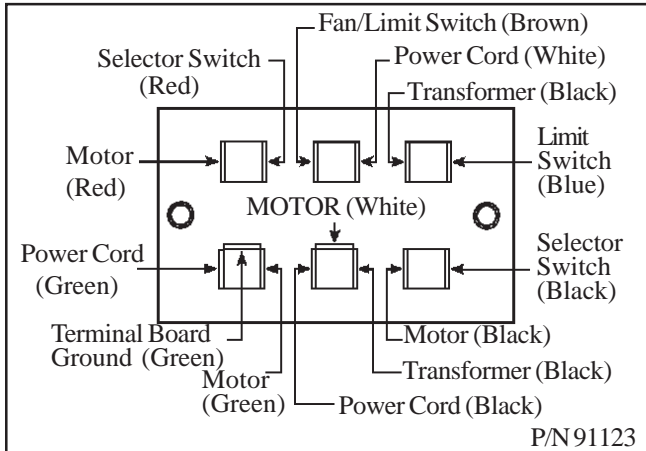 Fan/Limit Switch (Brown)
Selector Switch
(Red)
Power Cord (White)
Transformer (Black)
Motor
(Red)
Limit
Switch
(Blue)
MOTOR (White)
Power Cord
(Green)
Selector
Switch
(Black)
Terminal Board
Ground (Green)
Motor
(Green)
Motor (Black)
Transformer (Black)
Power Cord (Black)
P/N 91123